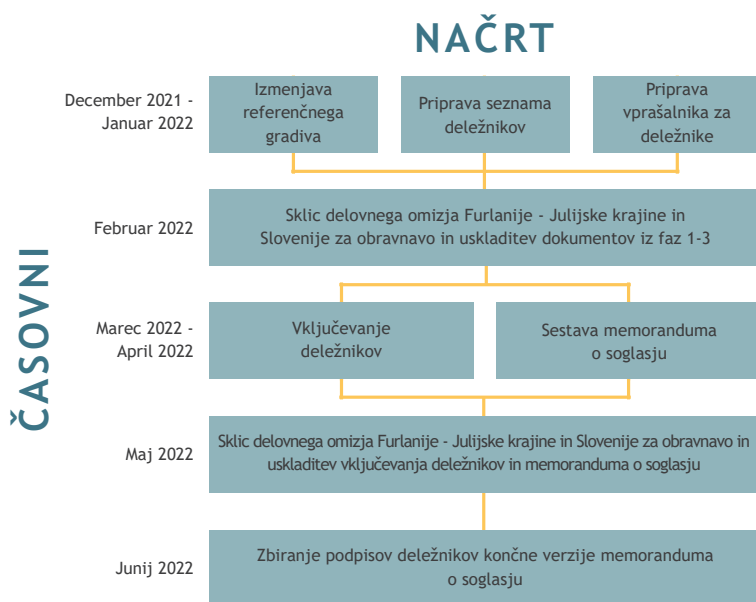 NAČRT
ČASOVNI
December 2021 -
Januar 2022
Izmenjava
referenčnega
gradiva
Priprava seznama
deležnikov
Priprava
vprašalnika za
deležnike
Februar 2022
Sklic delovnega omizja Furlanije - Julijske krajine in
Slovenije za obravnavo in uskladitev dokumentov iz faz 1-3
Marec 2022 -
April 2022
Vključevanje
deležnikov
Sestava memoranduma
o soglasju
Maj 2022
Sklic delovnega omizja Furlanije - Julijske krajine in Slovenije za obravnavo in
uskladitev vključevanja deležnikov in memoranduma o soglasju
Junij 2022
Zbiranje podpisov deležnikov končne verzije memoranduma
o soglasju